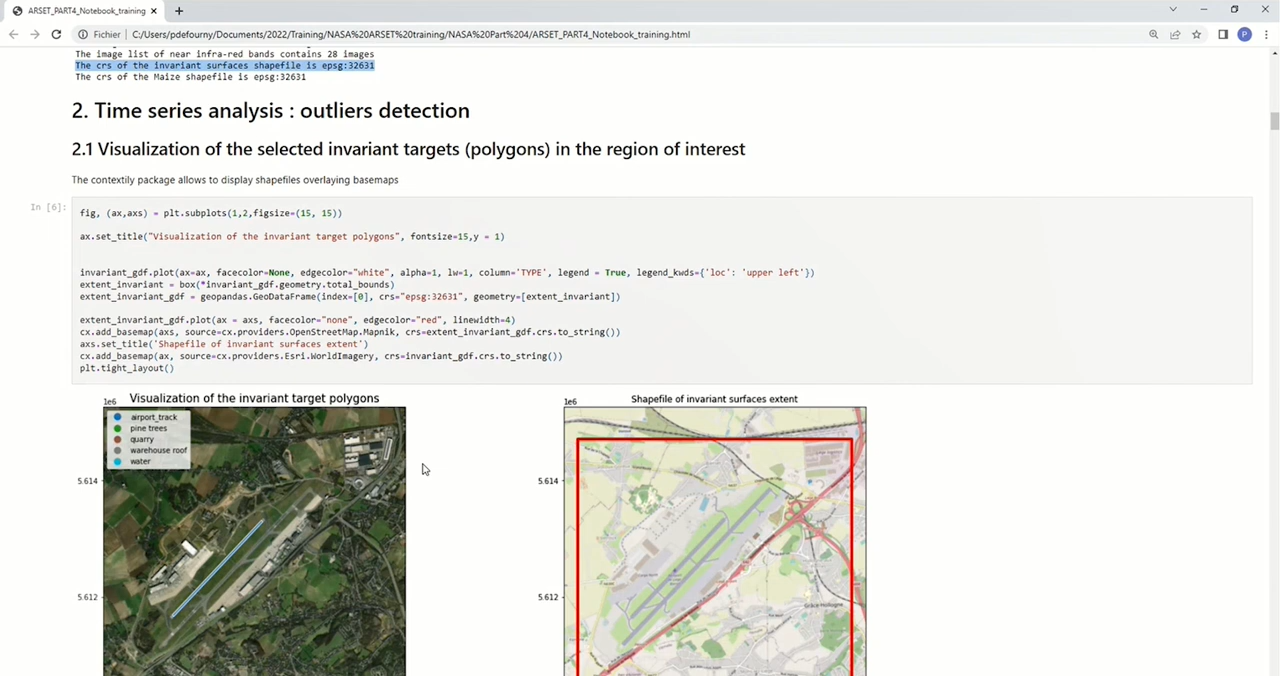 ARSET_PART4_Notebook_training
Fichier
C:/Users/pdefourny/Documents/2022/Training/NASA%20ARSET%20training/NASA%20Part%204/ARSET_PART4_Notebook_training.html
P
The image list of near infra-red bands contains 28 images
The crs of the invariant surfaces shapefile is epsg:32631
The crs of the Maize shapefile is epsg:32631
2. Time series analysis : outliers detection
2.1 Visualization of the selected invariant targets (polygons) in the region of interest
The contextily package allows to display shapefiles overlaying basemaps
In [6]:
fig, (ax,axs) = plt.subplots(1,2,figsize=(15, 15))
ax.set_title("Visualization of the invariant target polygons", fontsize=15,y = 1)
invariant_gdf.plot(ax=ax, facecolor=None, edgecolor="white", alpha=1, lw=1, column='TYPE', legend = True, legend_kwds={'loc': 'upper left'})
extent_invariant = box(*invariant_gdf.geometry.total_bounds)
extent_invariant_gdf = geopandas.GeoDataFrame(index=[0], crs="epsg:32631", geometry=[extent_invariant])
extent_invariant_gdf.plot(ax = axs, facecolor="none", edgecolor="red", linewidth=4)
cx.add_basemap(axs, source=cx.providers.OpenStreetMap.Mapnik, crs=extent_invariant_gdf.crs.to_string())
axs.set_title('Shapefile of invariant surfaces extent')
cx.add_basemap(ax, source=cx.providers.Esri.WorldImagery, crs=invariant_gdf.crs.to_string())
plt.tight_layout()
1e6
Visualization of the invariant target polygons
airport_track
pine trees
quarry
warehouse roof
water
5.614
5.612
1e6
Shapefile of invariant surfaces extent
5.614
5.612
Grâce-Hollogne